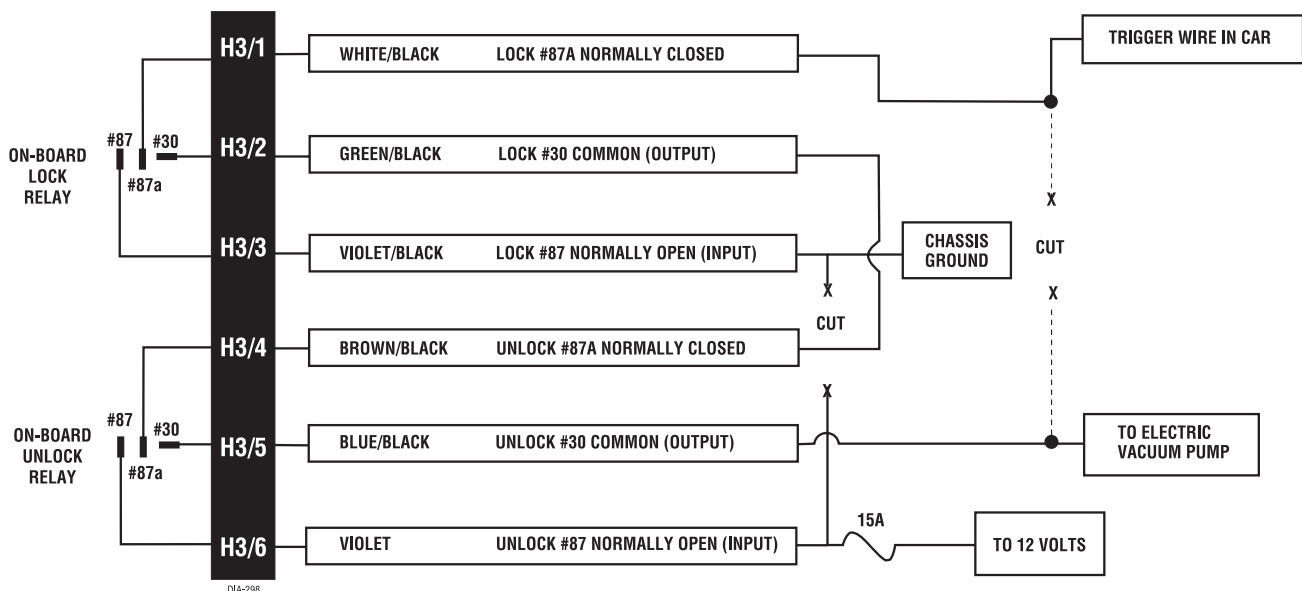 H3/1
WHITE/BLACK LOCK #87A NORMALLY CLOSED
TRIGGER WIRE IN CAR
#87
#30
#87a
ON-BOARD
LOCK
RELAY
H3/2
GREEN/BLACK LOCK #30 COMMON (OUTPUT)
X
CUT
X
H3/3
VIOLET/BLACK LOCK #87 NORMALLY OPEN (INPUT)
CHASSIS
GROUND
X
CUT
X
H3/4
BROWN/BLACK UNLOCK #87A NORMALLY CLOSED
#87
#30
#87a
ON-BOARD
UNLOCK
RELAY
H3/5
BLUE/BLACK UNLOCK #30 COMMON (OUTPUT)
TO ELECTRIC
VACUUM PUMP
H3/6
VIOLET UNLOCK #87 NORMALLY OPEN (INPUT)
15A
TO 12 VOLTS
DIA-298